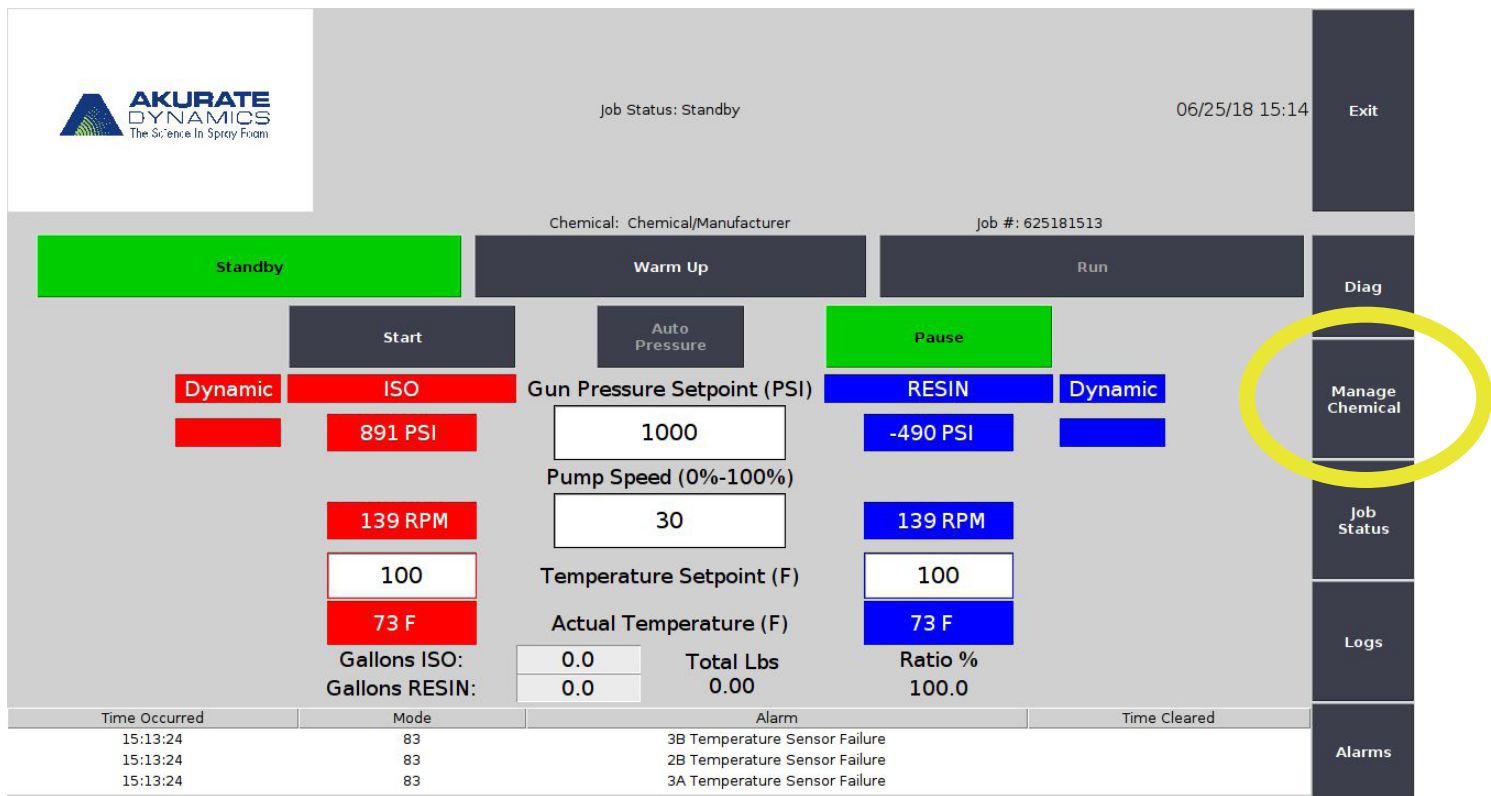 AKURATE
DYNAMICS
The Science In Spray Foam
Job Status: Standby
06/25/18 15:14
Exit
Chemical: Chemical/Manufacturer
Job #: 625181513
Standby
Warm Up
Run
Diag
Start
Auto
Pressure
Pause
Manage
Chemical
Dynamic
ISO
Gun Pressure Setpoint (PSI)
RESIN
Dynamic
891 PSI
1000
-490 PSI
Pump Speed (0%-100%)
139 RPM
30
139 RPM
Job
Status
100
Temperature Setpoint (F)
100
73 F
Actual Temperature (F)
73 F
Logs
Gallons ISO:
0.0
Total Lbs
Ratio %
Gallons RESIN:
0.0
0.00
100.0
Time Occurred Mode Alarm Time Cleared
15:13:24 83 3B Temperature Sensor Failure
15:13:24 83 2B Temperature Sensor Failure
15:13:24 83 3A Temperature Sensor Failure
Alarms